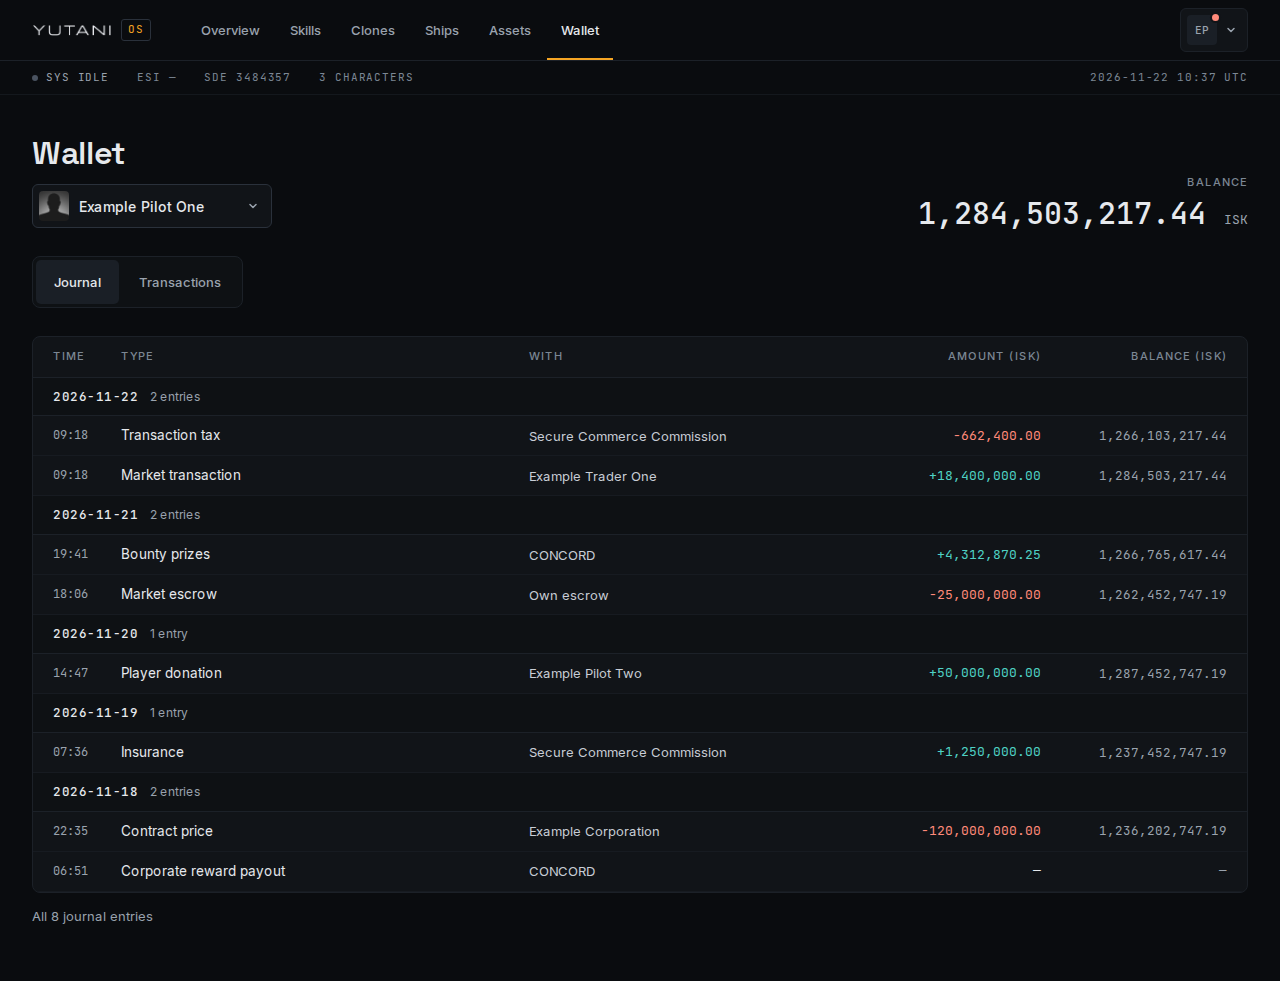 YUTANI OS Overview Skills Clones Ships Assets Wallet EP
SYS IDLE ESI — SDE 3484357 3 CHARACTERS 2026-11-22 10:37 UTC
Wallet
Example Pilot One
BALANCE
1,284,503,217.44 ISK
Journal Transactions
TIME TYPE WITH AMOUNT (ISK) BALANCE (ISK)
2026-11-22 2 entries
09:18 Transaction tax Secure Commerce Commission -662,400.00 1,266,103,217.44
09:18 Market transaction Example Trader One +18,400,000.00 1,284,503,217.44
2026-11-21 2 entries
19:41 Bounty prizes CONCORD +4,312,870.25 1,266,765,617.44
18:06 Market escrow Own escrow -25,000,000.00 1,262,452,747.19
2026-11-20 1 entry
14:47 Player donation Example Pilot Two +50,000,000.00 1,287,452,747.19
2026-11-19 1 entry
07:36 Insurance Secure Commerce Commission +1,250,000.00 1,237,452,747.19
2026-11-18 2 entries
22:35 Contract price Example Corporation -120,000,000.00 1,236,202,747.19
06:51 Corporate reward payout CONCORD — —
All 8 journal entries